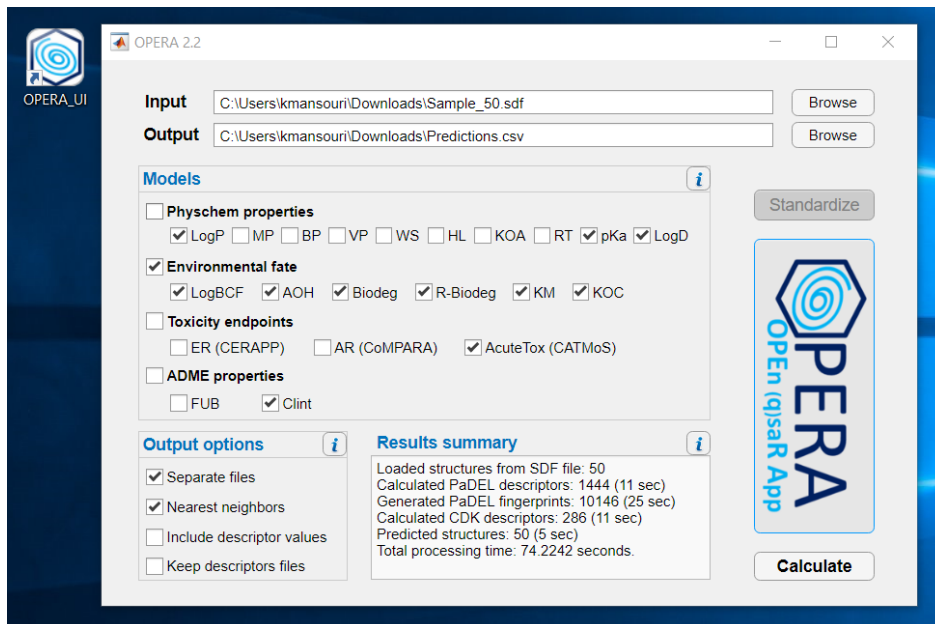 OPERA_UI
OPERA 2.2
Input C:\Users\kmansouri\Downloads\Sample_50.sdf Browse
Output C:\Users\kmansouri\Downloads\Predictions.csv Browse
Models i
Physchem properties
LogP MP BP VP WS HL KOA RT pKa LogD
Environmental fate
LogBCF AOH Biodeg R-Biodeg KM KOC
Toxicity endpoints
ER (CERAPP) AR (CoMPARA) AcuteTox (CATMoS)
ADME properties
FUB Clint
Standardize
OPERA
OPEn (q)saR App
Calculate
Output options i
Separate files
Nearest neighbors
Include descriptor values
Keep descriptors files
Results summary i
Loaded structures from SDF file: 50
Calculated PaDEL descriptors: 1444 (11 sec)
Generated PaDEL fingerprints: 10146 (25 sec)
Calculated CDK descriptors: 286 (11 sec)
Predicted structures: 50 (5 sec)
Total processing time: 74.2242 seconds.